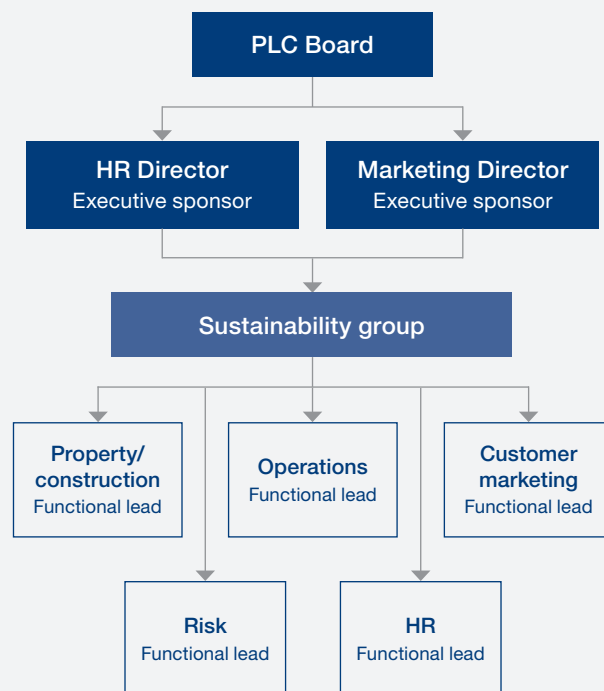 PLC Board
HR Director
Executive sponsor
Marketing Director
Executive sponsor
Sustainability group
Property/
construction
Functional lead
Operations
Functional lead
Customer
marketing
Functional lead
Risk
Functional lead
HR
Functional lead